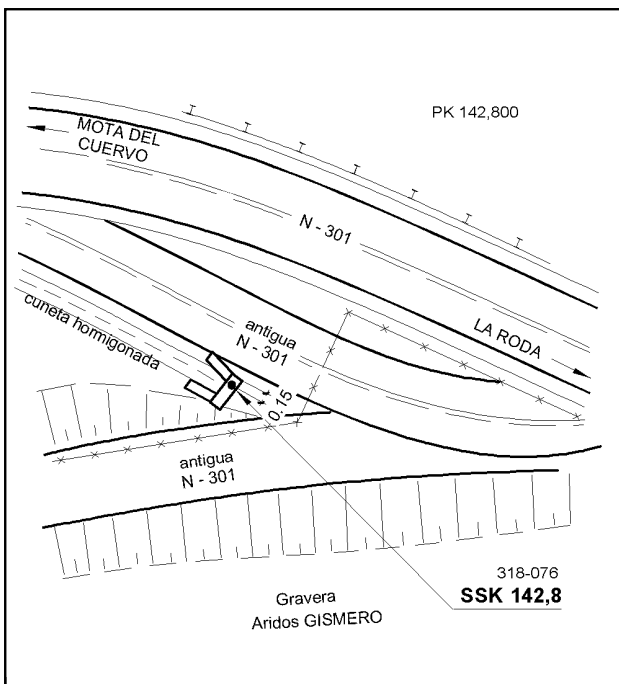 PK 142,800
MOTA DEL
CUERVO
N - 301
LA RODA
cuneta hormigonada
antigua
N - 301
0.15
antigua
N - 301
318-076
SSK 142,8
Gravera
Aridos GISMERO